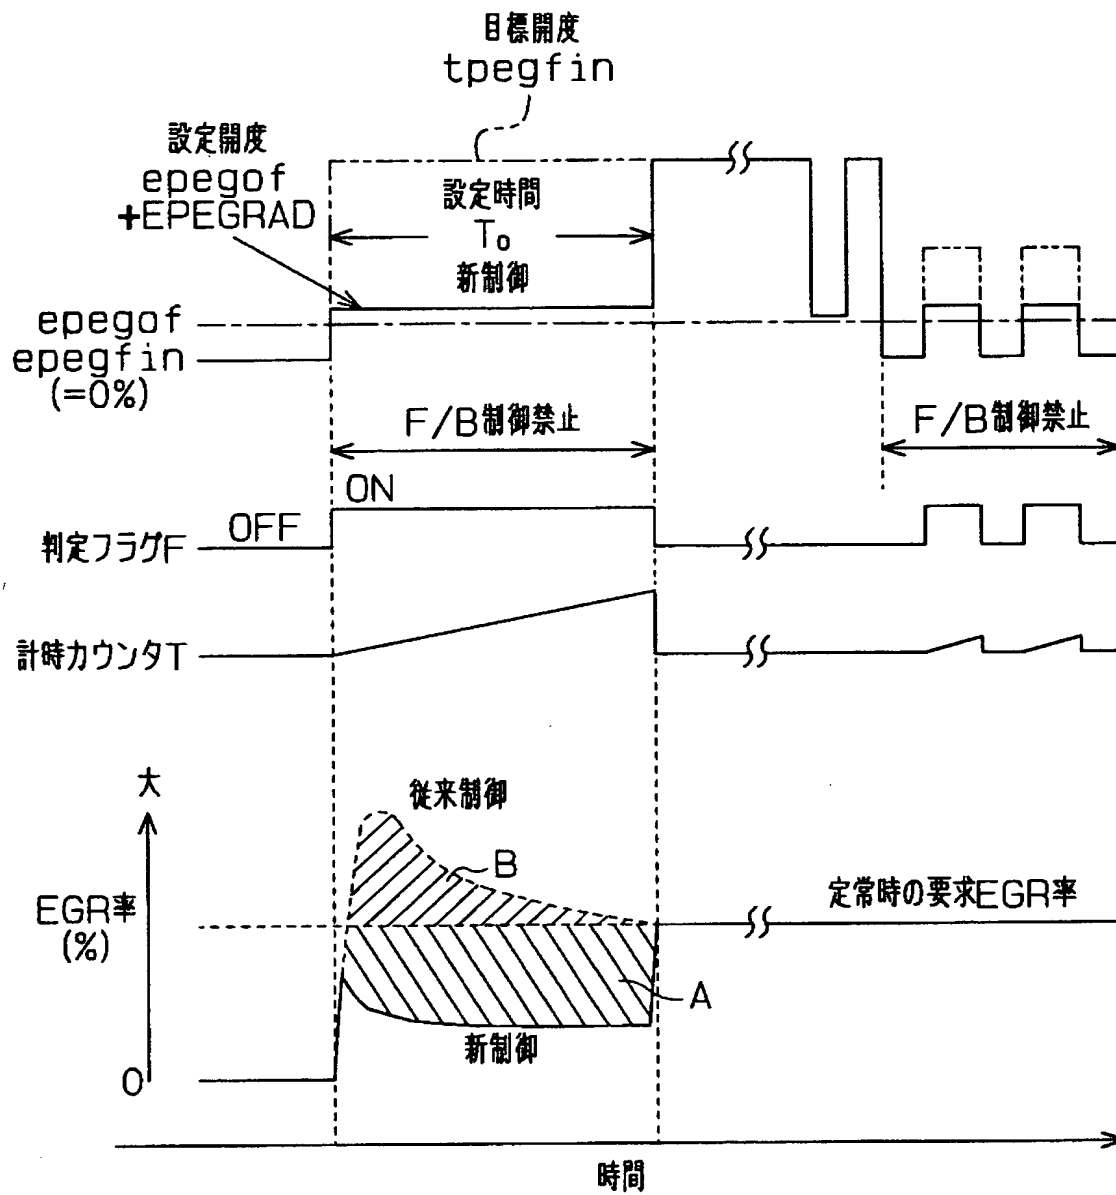 目標開度
tpegfin
設定開度
epegof
+EPEGRAD
設定時間
To
新制御
epegof
epegfin
(=0%)
F/B制御禁止
F/B制御禁止
ON
OFF
判定フラグF
計時カウンタT
大
従来制御
B
定常時の要求EGR率
EGR率
(%)
A
新制御
0
時間